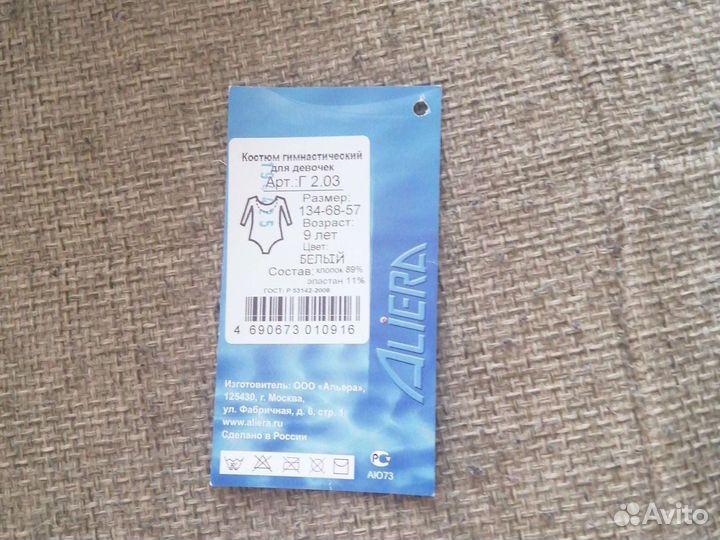 Костюм гимнастический
для девочек
Арт.:Г 2.03
Размер:
134-68-57
Возраст:
9 лет
Цвет:
БЕЛЫЙ
Состав: хлопок 89%
эластан 11%
ГОСТ: Р 53142-2008
4 690673 010916
ALIERA
Изготовитель: ООО «Альера»,
125430, г. Москва,
ул. Фабричная, д. 6, стр. 1
www.aliera.ru
Сделано в России
АЮ73
Avito